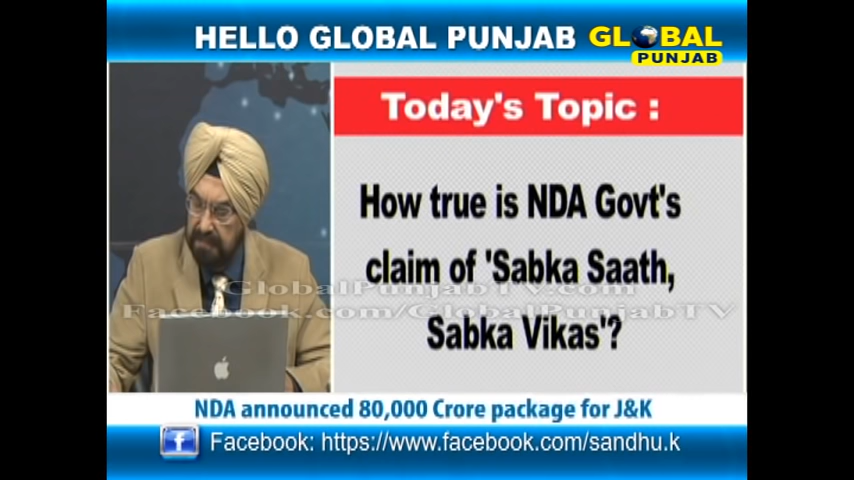 HELLO GLOBAL PUNJAB
GLOBAL
PUNJAB
Today's Topic :
How true is NDA Govt's
claim of 'Sabka Saath,
Sabka Vikas'?
GlobalPunjabTV.com
Facebook.com/GlobalPunjabTV
NDA announced 80,000 Crore package for J&K
f Facebook: https://www.facebook.com/sandhu.k